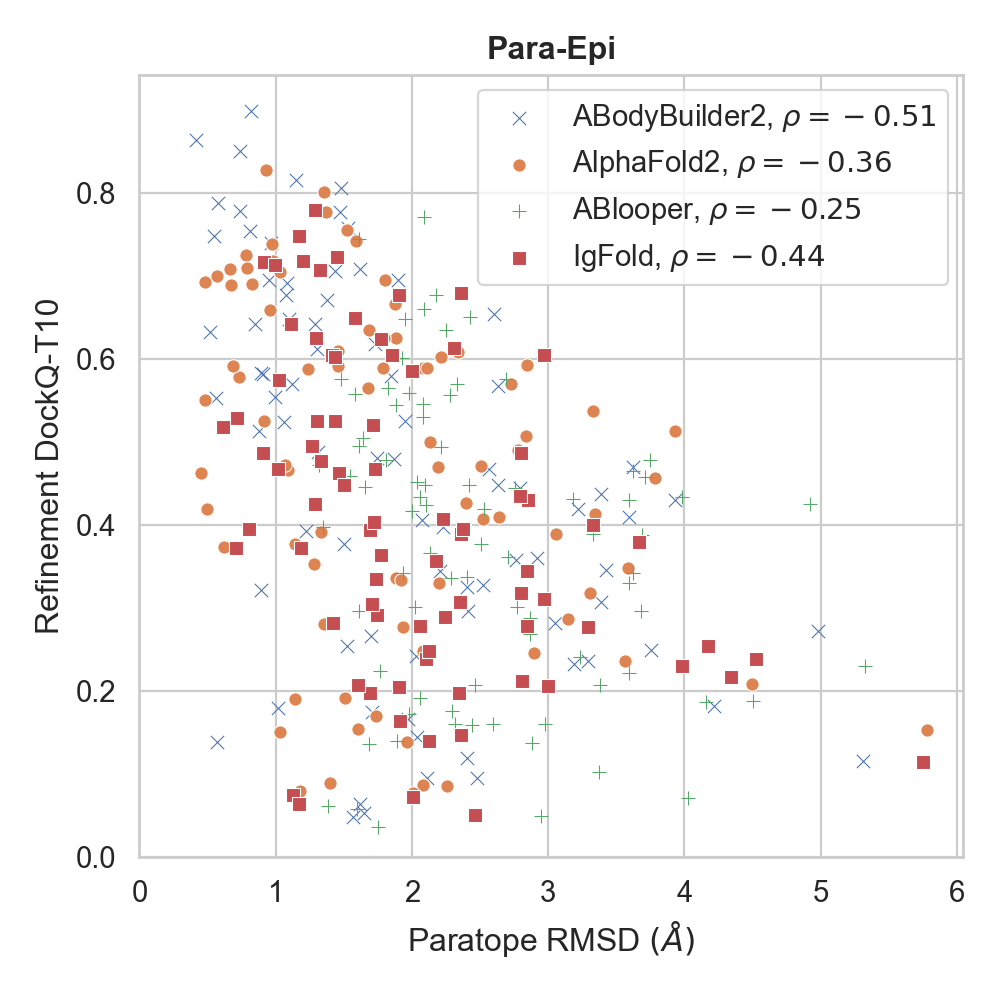 Para-Epi
ABodyBuilder2, ρ = −0.51
AlphaFold2, ρ = −0.36
ABlooper, ρ = −0.25
IgFold, ρ = −0.44
Refinement DockQ-T10
0.8
0.6
0.4
0.2
0.0
0 1 2 3 4 5 6
Paratope RMSD (Å)